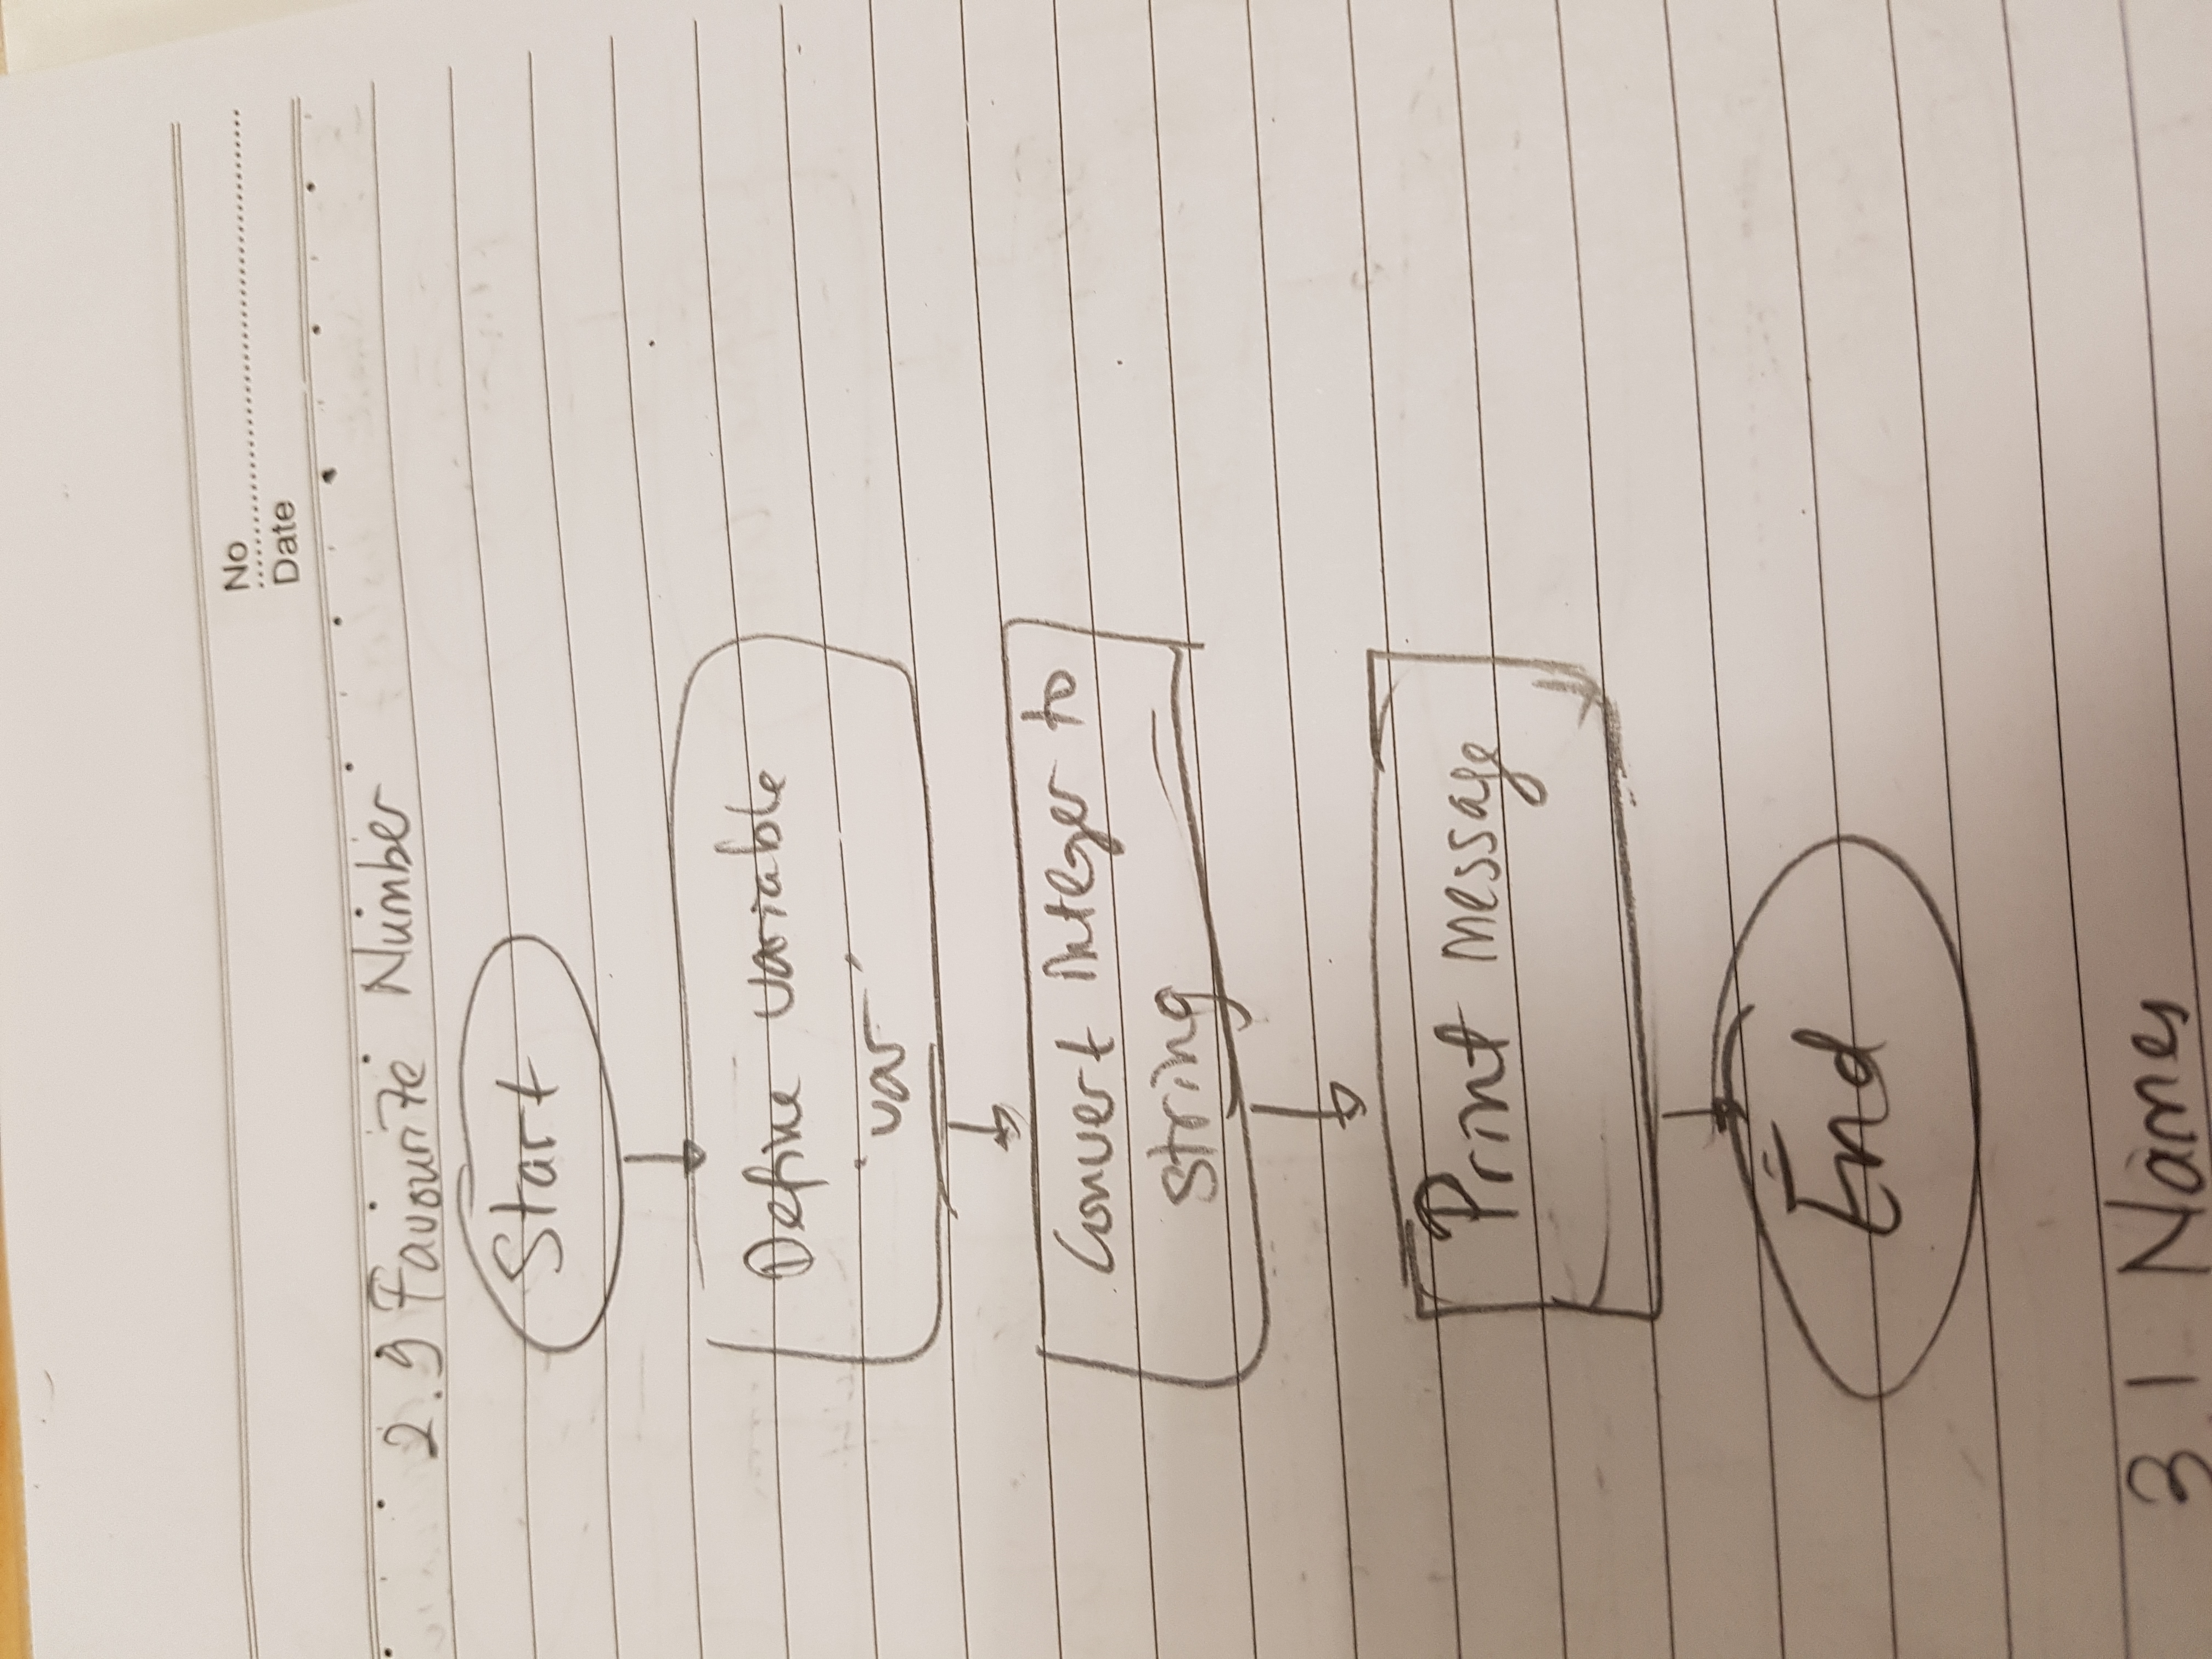 No
Date
2.9 Favourite Number
Start
Define variable
'var'
Convert integer to
string
Print message
End
3.1 Names